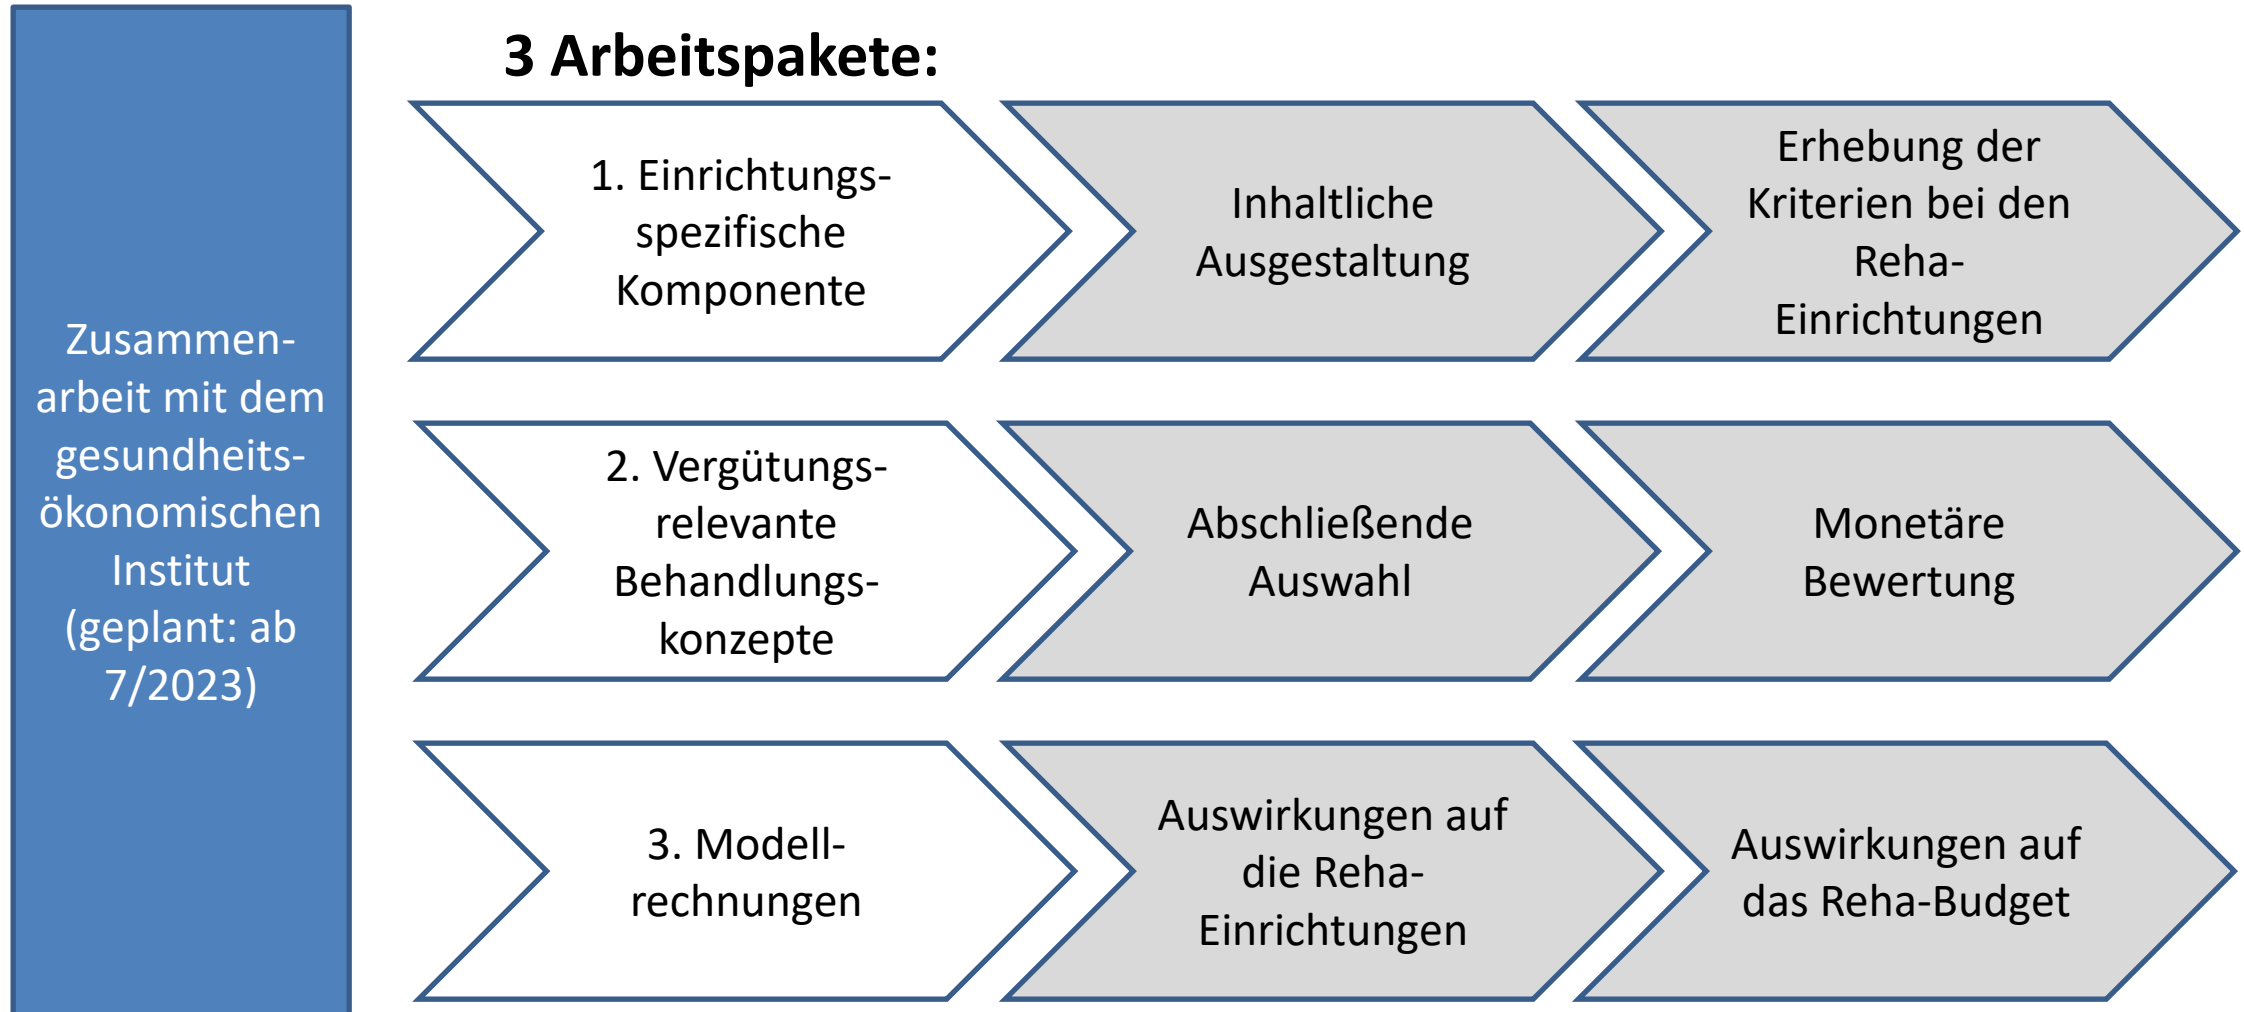 Zusammen-
arbeit mit dem
gesundheits-
ökonomischen
Institut
(geplant: ab
7/2023)
3 Arbeitspakete:
1. Einrichtungs-
spezifische
Komponente
Inhaltliche
Ausgestaltung
Erhebung der
Kriterien bei den
Reha-
Einrichtungen
2. Vergütungs-
relevante
Behandlungs-
konzepte
Abschließende
Auswahl
Monetäre
Bewertung
3. Modell-
rechnungen
Auswirkungen auf
die Reha-
Einrichtungen
Auswirkungen auf
das Reha-Budget